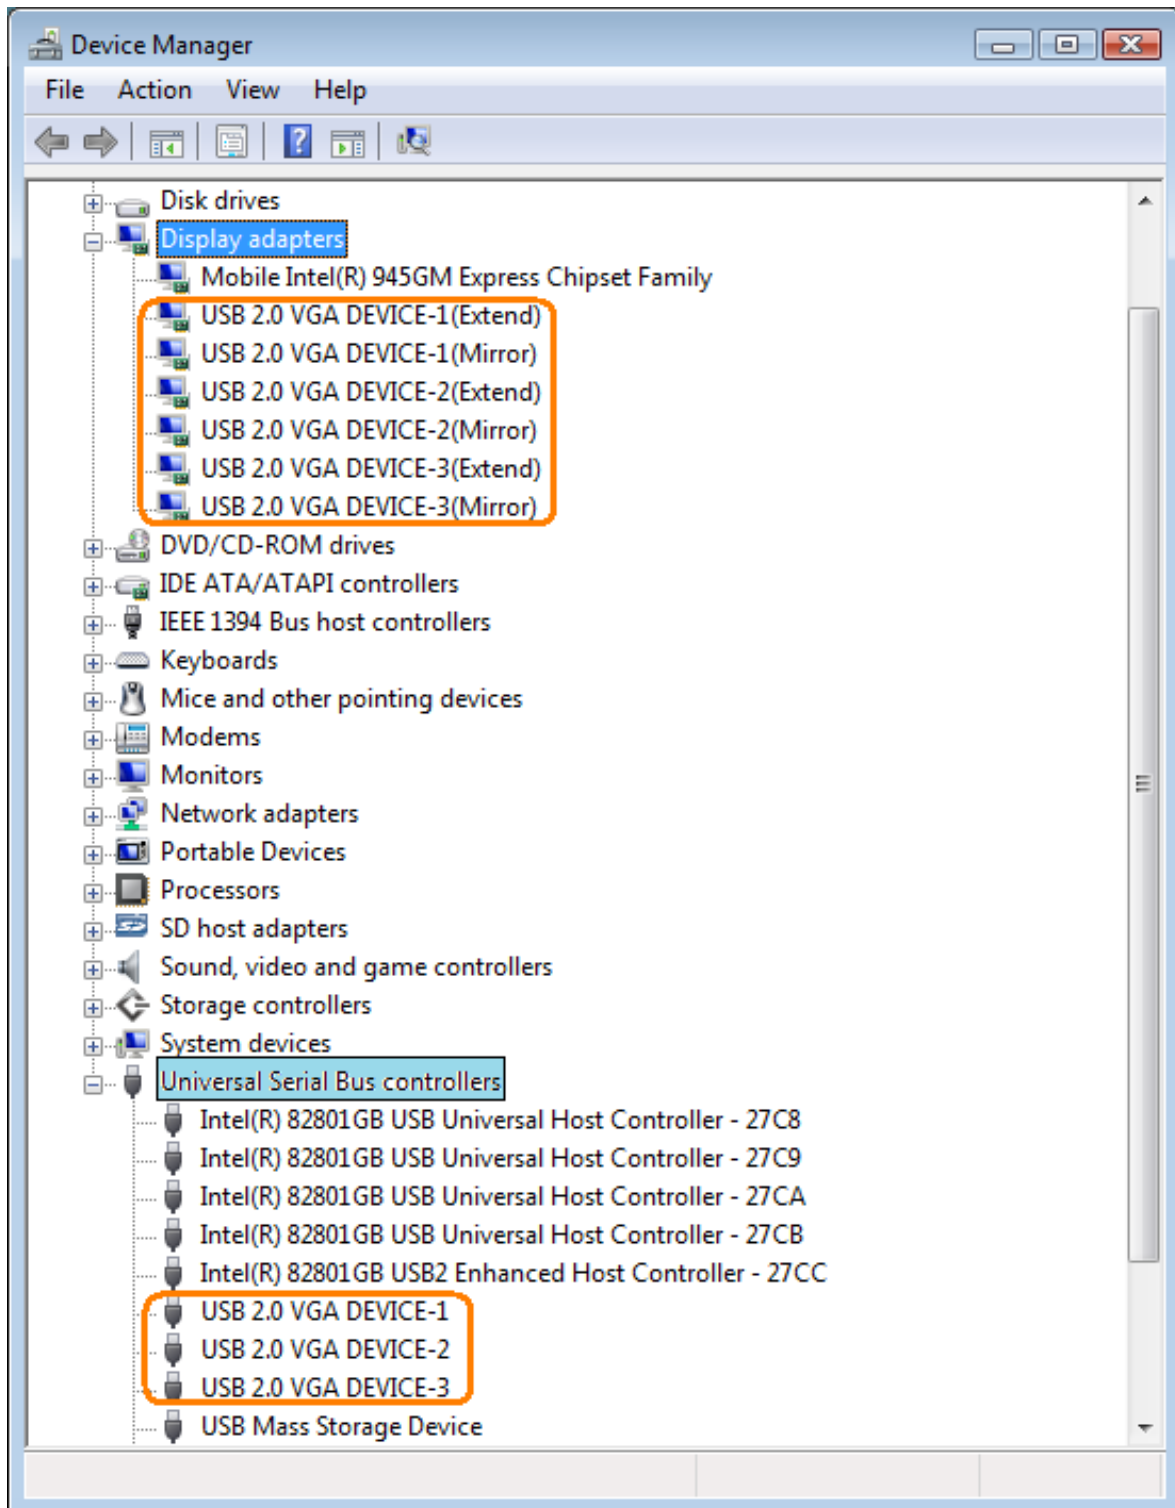 Device Manager
File Action View Help
Disk drives
Display adapters
Mobile Intel(R) 945GM Express Chipset Family
USB 2.0 VGA DEVICE-1(Extend)
USB 2.0 VGA DEVICE-1(Mirror)
USB 2.0 VGA DEVICE-2(Extend)
USB 2.0 VGA DEVICE-2(Mirror)
USB 2.0 VGA DEVICE-3(Extend)
USB 2.0 VGA DEVICE-3(Mirror)
DVD/CD-ROM drives
IDE ATA/ATAPI controllers
IEEE 1394 Bus host controllers
Keyboards
Mice and other pointing devices
Modems
Monitors
Network adapters
Portable Devices
Processors
SD host adapters
Sound, video and game controllers
Storage controllers
System devices
Universal Serial Bus controllers
Intel(R) 82801GB USB Universal Host Controller - 27C8
Intel(R) 82801GB USB Universal Host Controller - 27C9
Intel(R) 82801GB USB Universal Host Controller - 27CA
Intel(R) 82801GB USB Universal Host Controller - 27CB
Intel(R) 82801GB USB2 Enhanced Host Controller - 27CC
USB 2.0 VGA DEVICE-1
USB 2.0 VGA DEVICE-2
USB 2.0 VGA DEVICE-3
USB Mass Storage Device